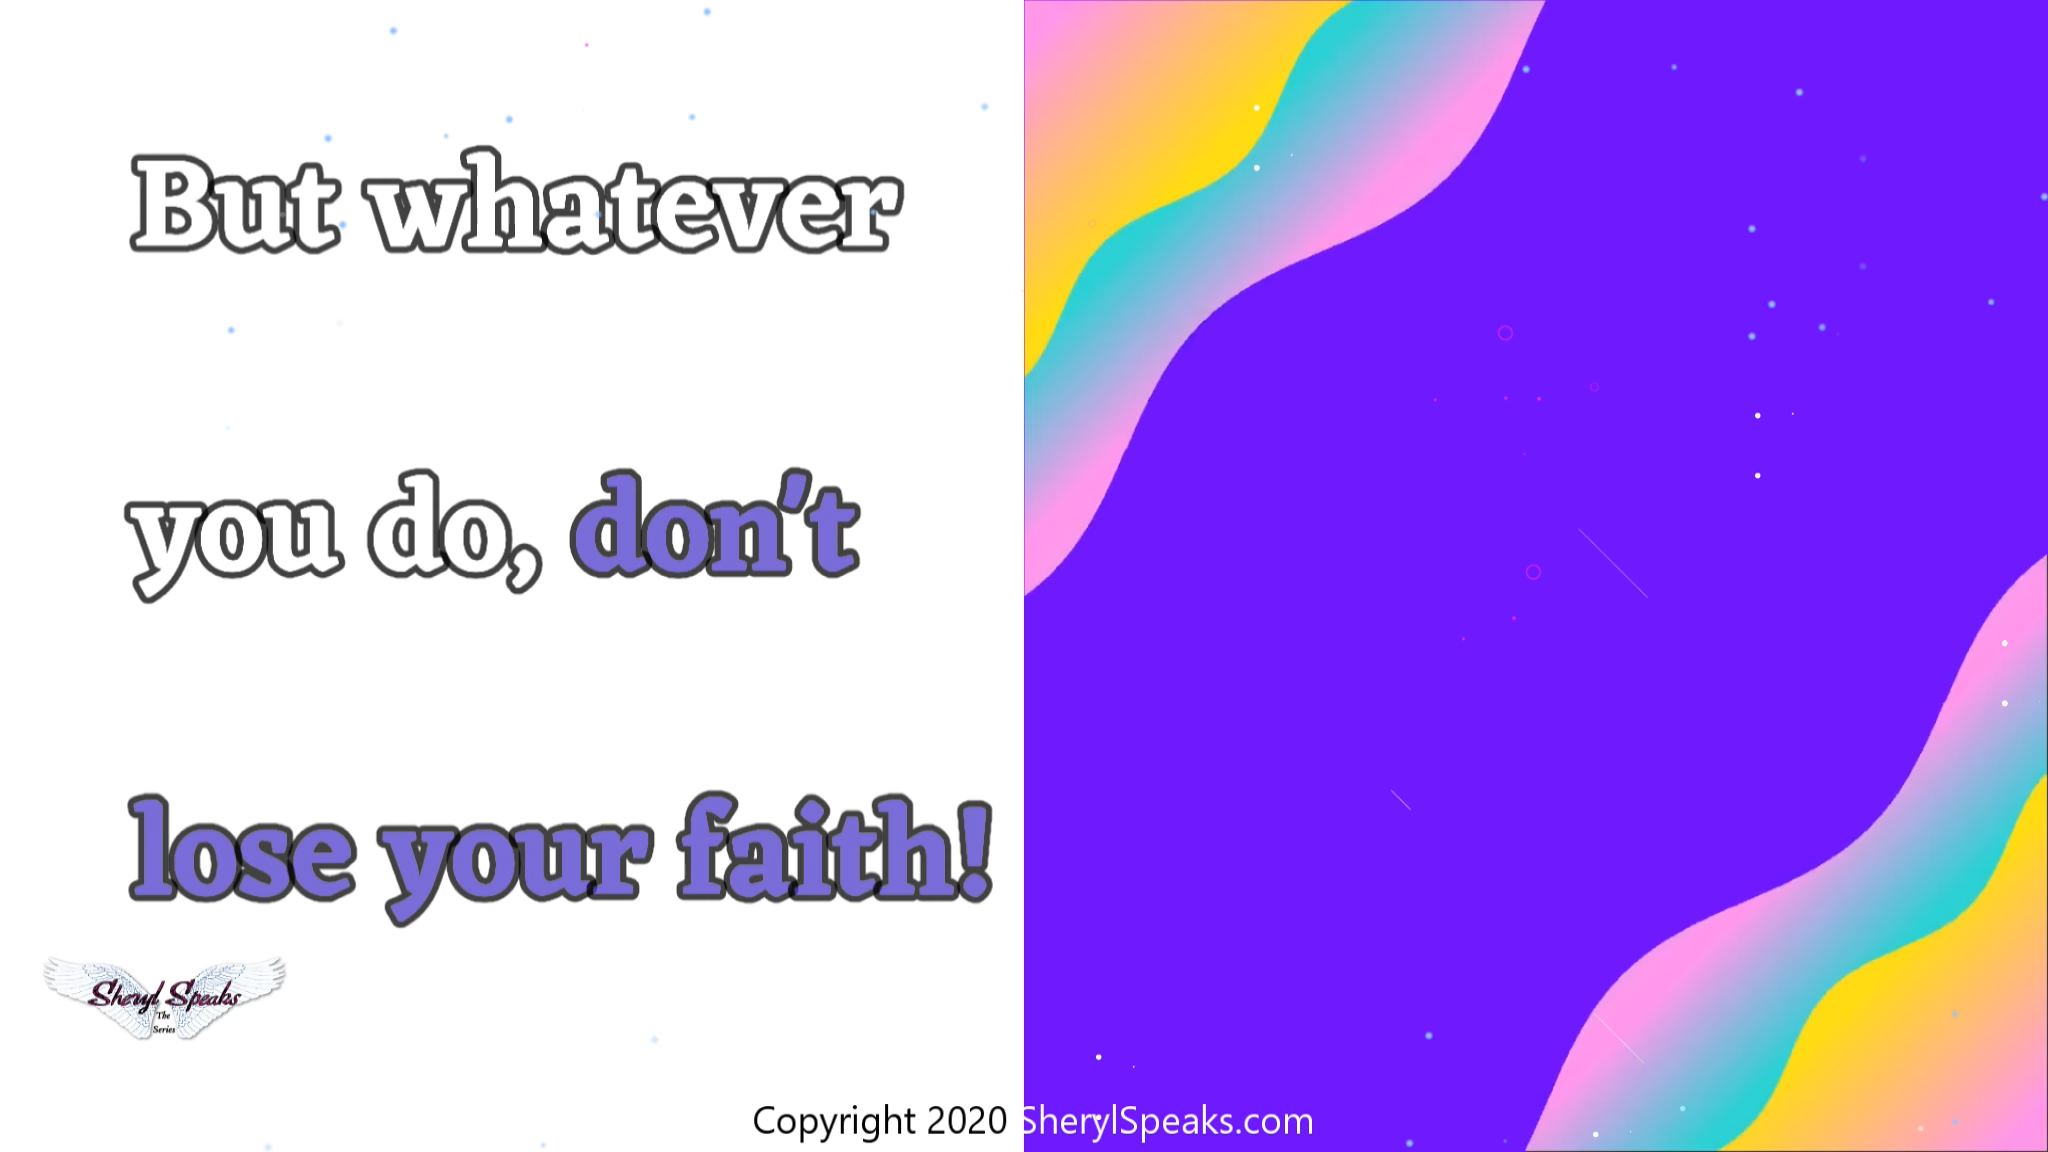 But whatever
you do, don't
lose your faith!
Sheryl Speaks
The
Series
Copyright 2020 SherylSpeaks.com